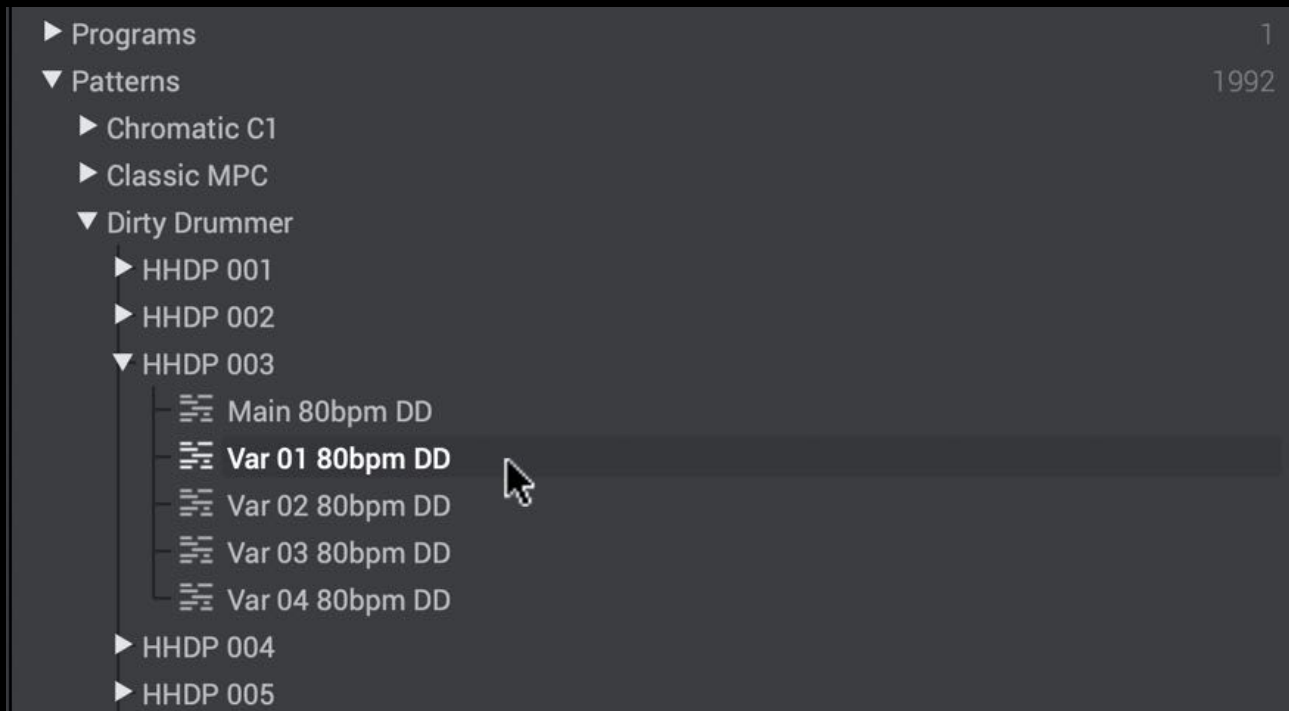 Programs 1
Patterns 1992
Chromatic C1
Classic MPC
Dirty Drummer
HHDP 001
HHDP 002
HHDP 003
Main 80bpm DD
Var 01 80bpm DD
Var 02 80bpm DD
Var 03 80bpm DD
Var 04 80bpm DD
HHDP 004
HHDP 005